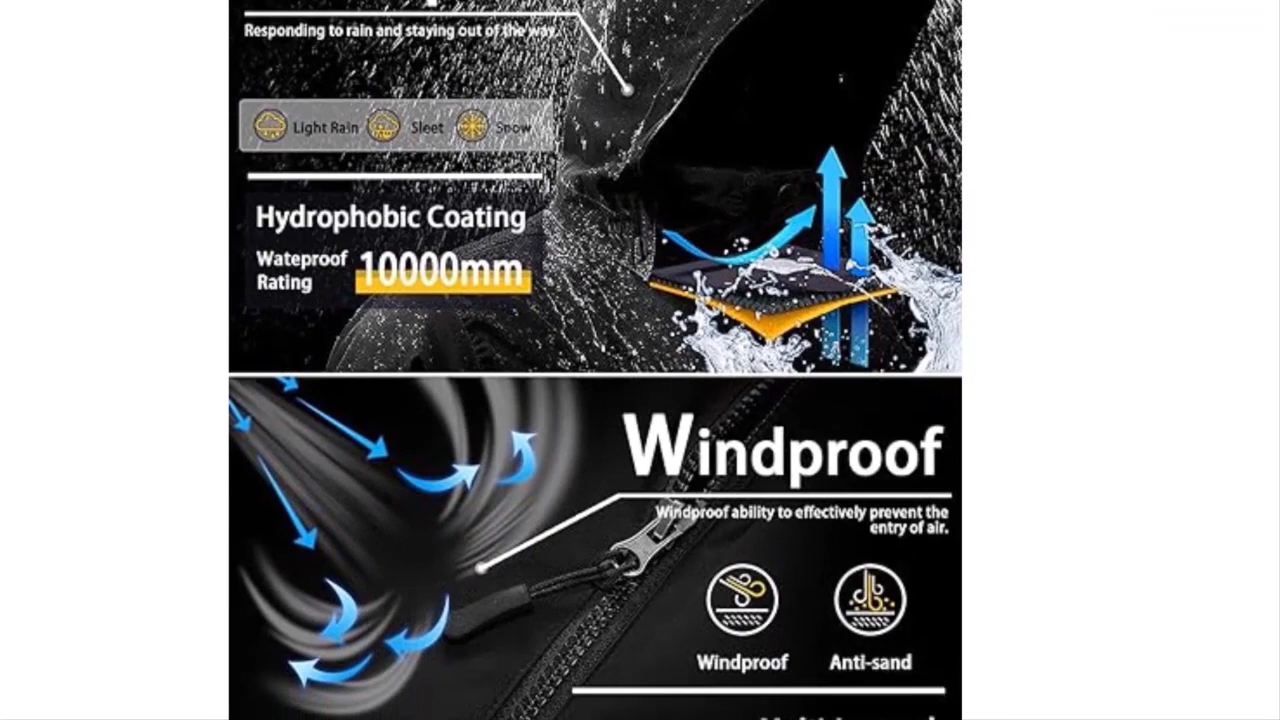 Responding to rain and staying out of the way.
Light Rain Sleet Snow
Hydrophobic Coating
Wateproof
Rating
10000mm
Windproof
Windproof ability to effectively prevent the
entry of air.
Windproof Anti-sand